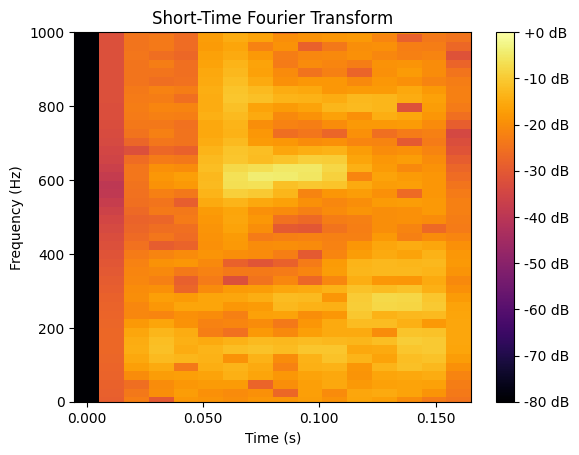 Short-Time Fourier Transform
1000
800
600
400
200
0
Frequency (Hz)
0.000
0.050
0.100
0.150
Time (s)
+0 dB
-10 dB
-20 dB
-30 dB
-40 dB
-50 dB
-60 dB
-70 dB
-80 dB